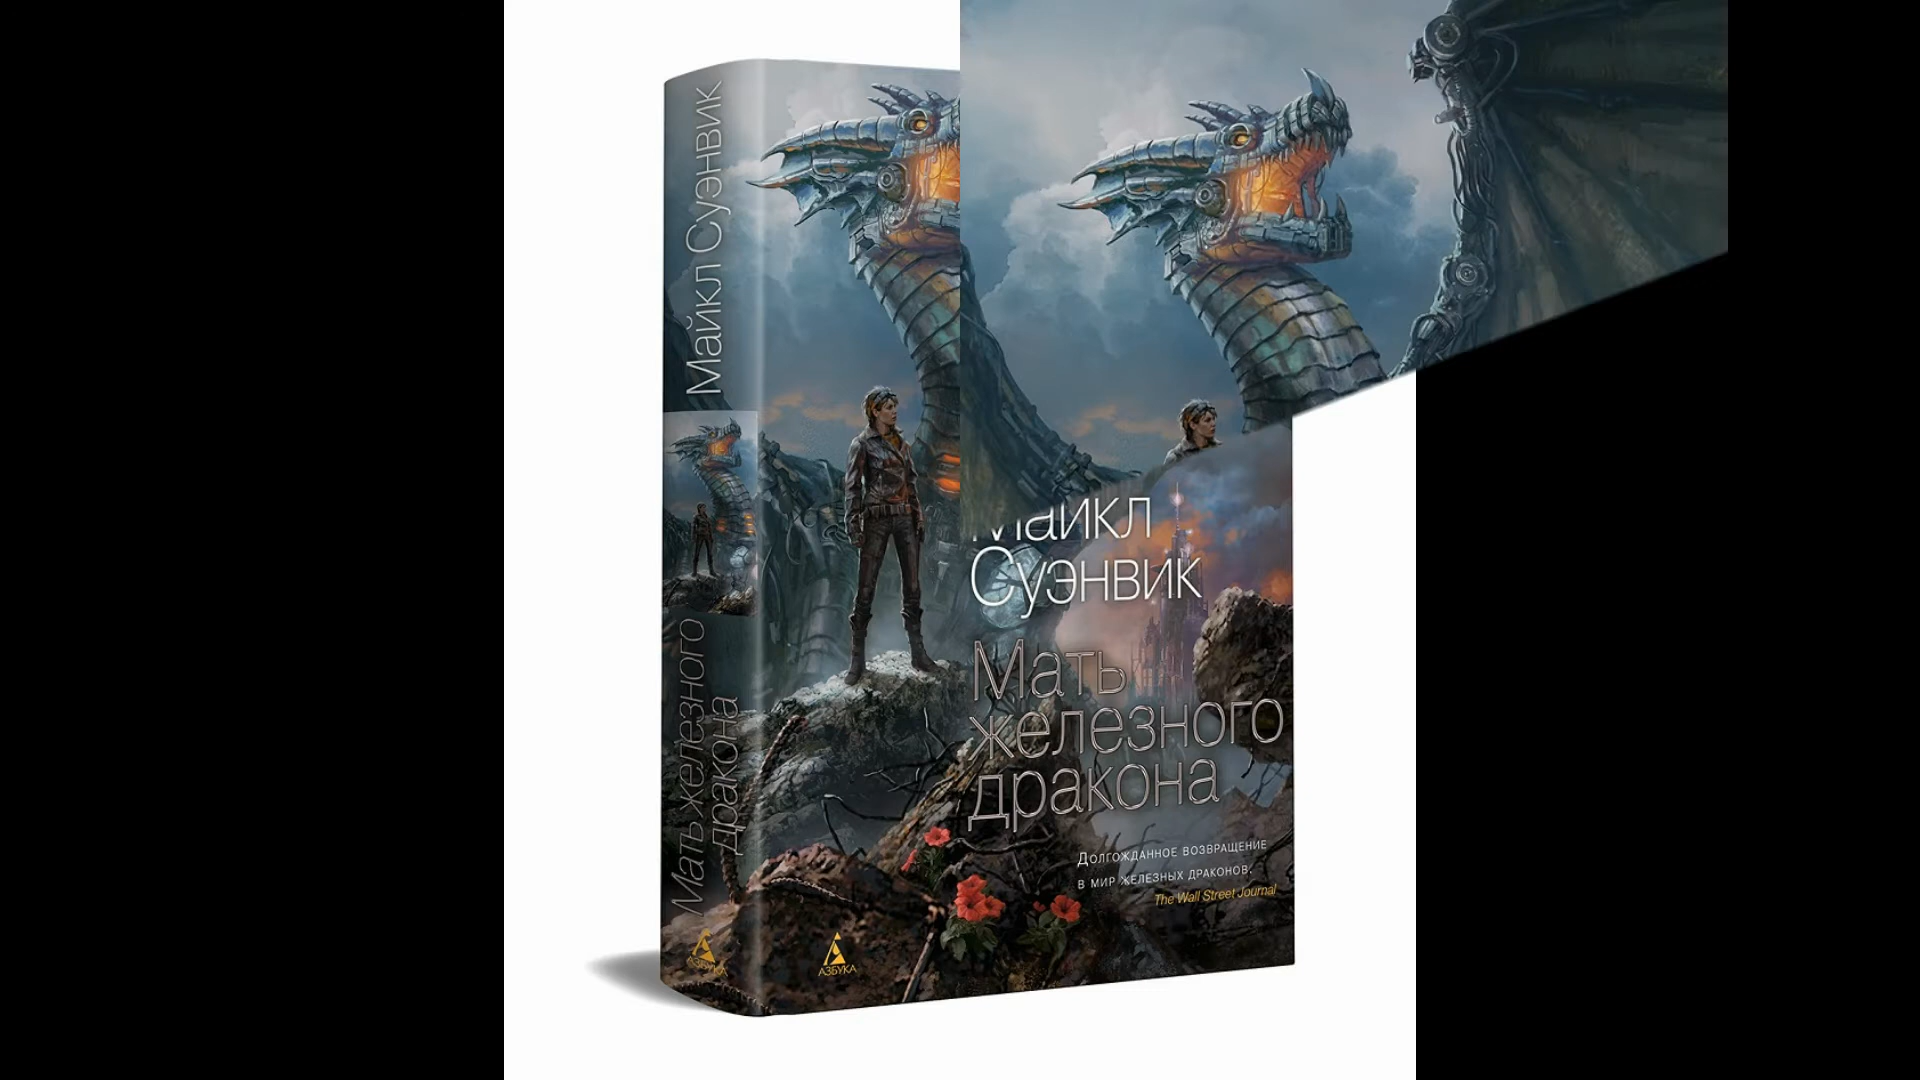 Майкл Суэнвик
Мать железного
дракона
АЗБУКА
Майкл
Суэнвик
Мать
железного
дракона
Долгожданное возвращение
в мир железных драконов.
The Wall Street Journal
АЗБУКА